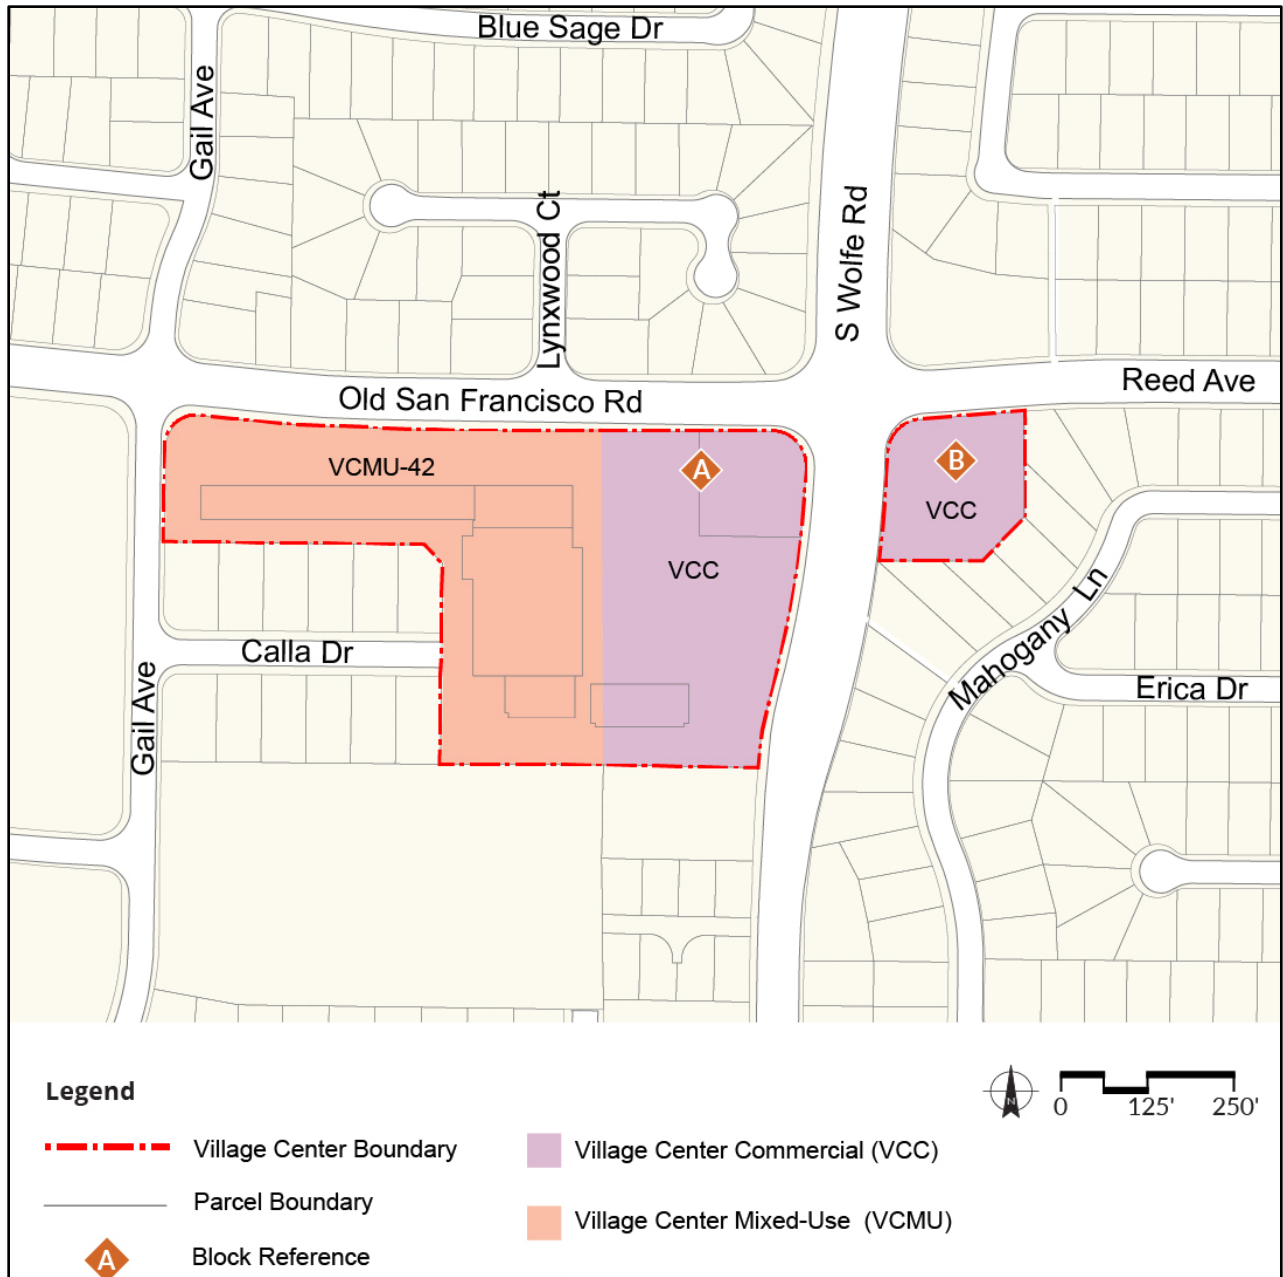 Blue Sage Dr
Gail Ave
Lynxwood Ct
S Wolfe Rd
Reed Ave
Old San Francisco Rd
VCMU-42
A
B
VCC
VCC
Calla Dr
Mahogany Ln
Erica Dr
Gail Ave
Legend
N
0 125' 250'
Village Center Boundary
Village Center Commercial (VCC)
Parcel Boundary
Village Center Mixed-Use (VCMU)
A
Block Reference